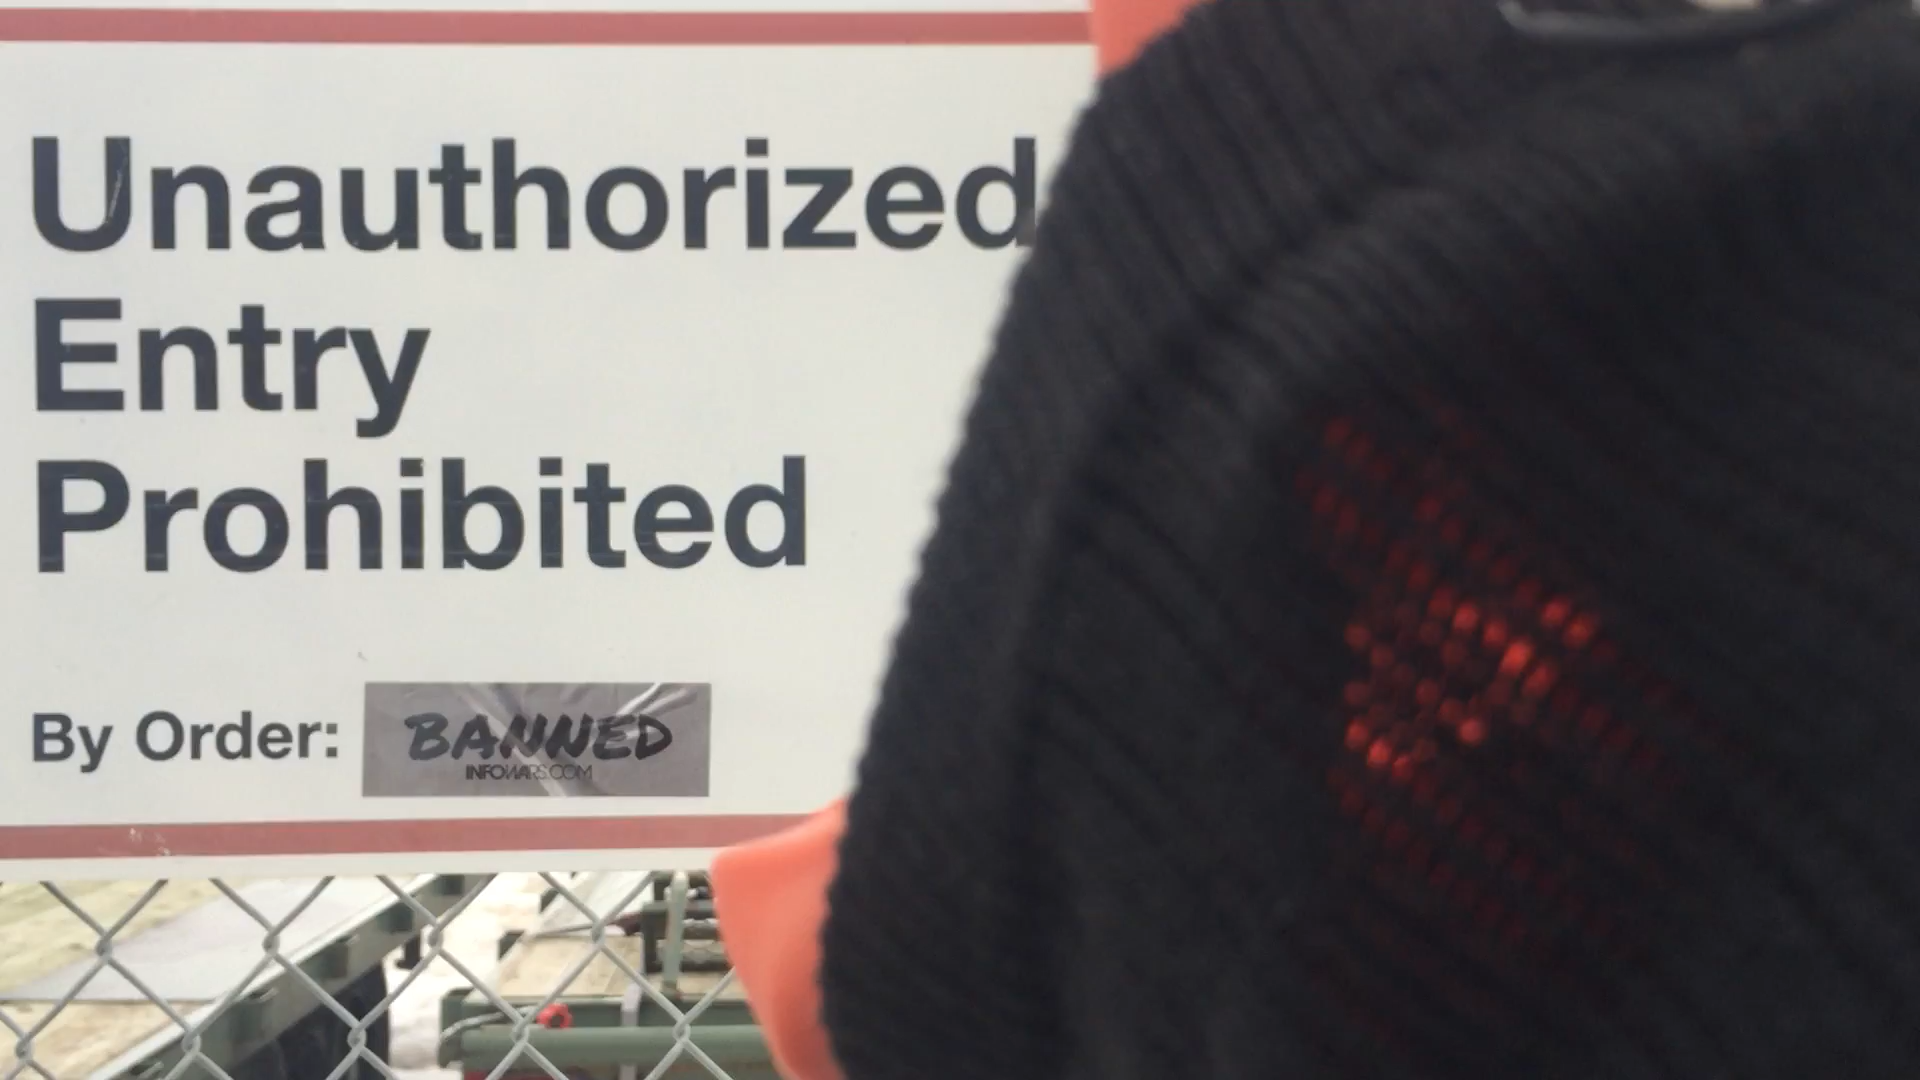 Unauthorized
Entry
Prohibited
By Order: BANNED
INFOWARS.COM